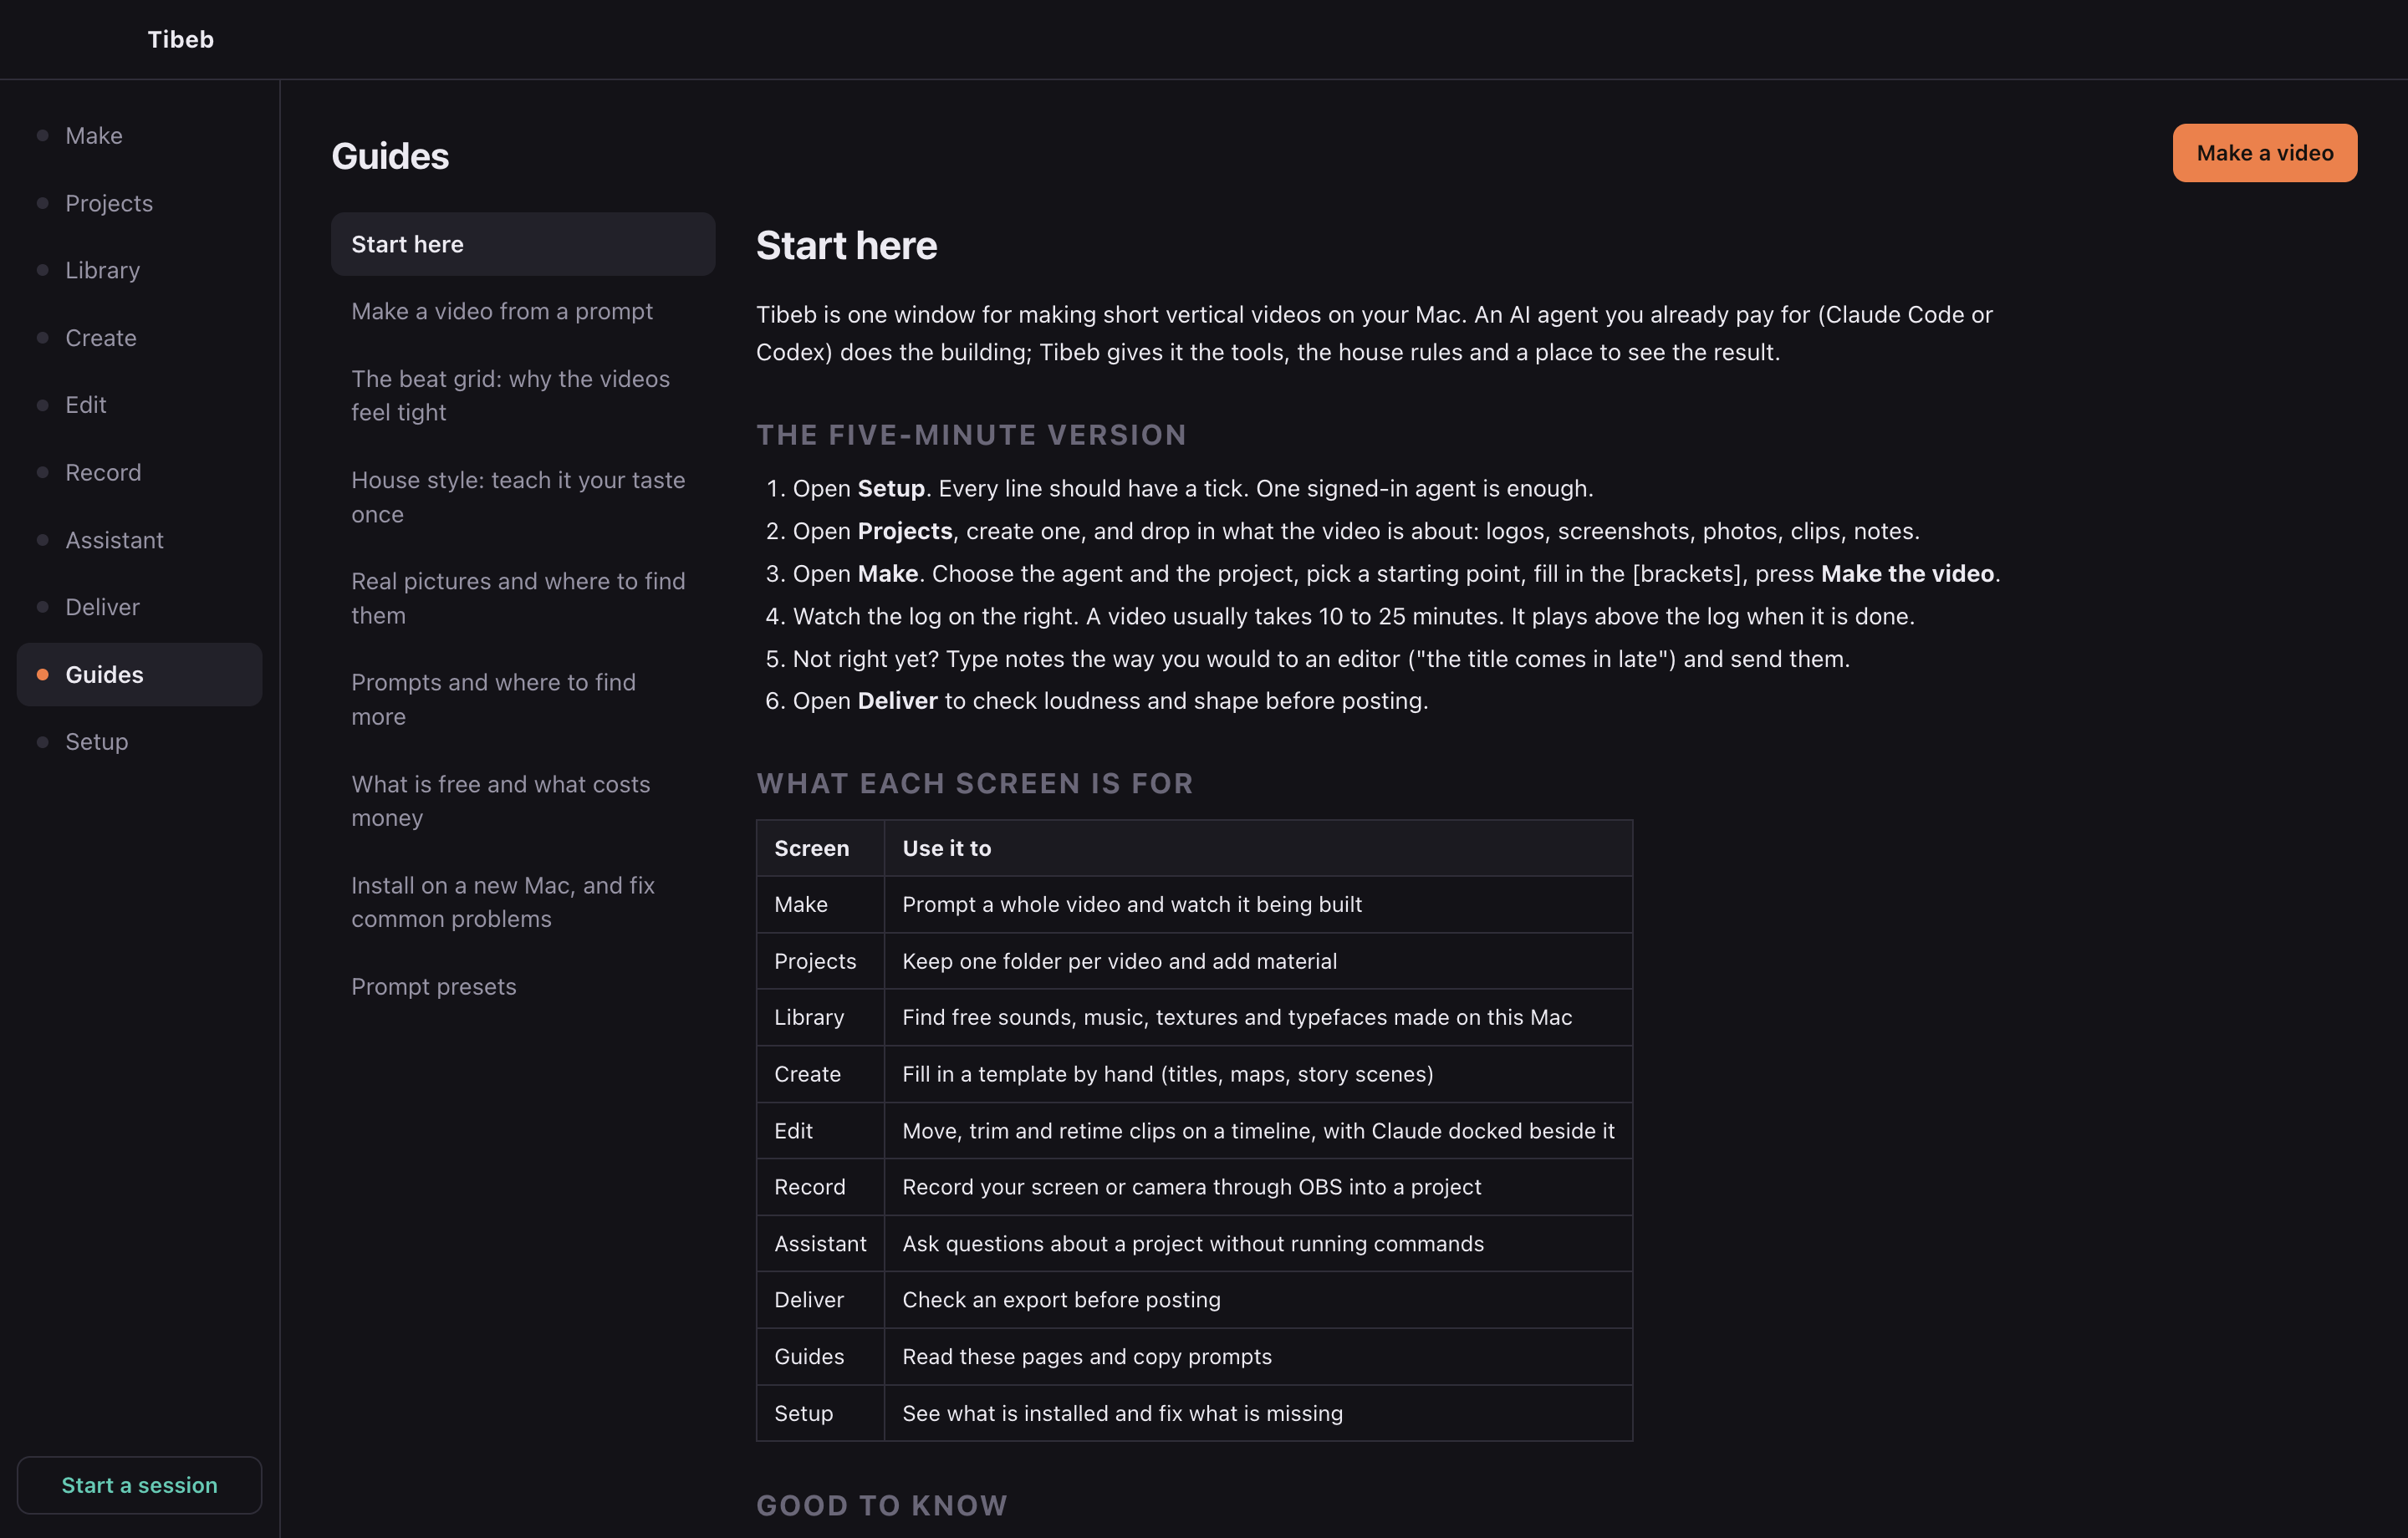 Tibeb
Make
Projects
Library
Create
Edit
Record
Assistant
Deliver
Guides
Setup
Start a session
Guides
Make a video
Start here
Make a video from a prompt
The beat grid: why the videos
feel tight
House style: teach it your taste
once
Real pictures and where to find
them
Prompts and where to find
more
What is free and what costs
money
Install on a new Mac, and fix
common problems
Prompt presets
Start here
Tibeb is one window for making short vertical videos on your Mac. An AI agent you already pay for (Claude Code or
Codex) does the building; Tibeb gives it the tools, the house rules and a place to see the result.
THE FIVE-MINUTE VERSION
1. Open Setup. Every line should have a tick. One signed-in agent is enough.
2. Open Projects, create one, and drop in what the video is about: logos, screenshots, photos, clips, notes.
3. Open Make. Choose the agent and the project, pick a starting point, fill in the [brackets], press Make the video.
4. Watch the log on the right. A video usually takes 10 to 25 minutes. It plays above the log when it is done.
5. Not right yet? Type notes the way you would to an editor ("the title comes in late") and send them.
6. Open Deliver to check loudness and shape before posting.
WHAT EACH SCREEN IS FOR
Screen Use it to
Make Prompt a whole video and watch it being built
Projects Keep one folder per video and add material
Library Find free sounds, music, textures and typefaces made on this Mac
Create Fill in a template by hand (titles, maps, story scenes)
Edit Move, trim and retime clips on a timeline, with Claude docked beside it
Record Record your screen or camera through OBS into a project
Assistant Ask questions about a project without running commands
Deliver Check an export before posting
Guides Read these pages and copy prompts
Setup See what is installed and fix what is missing
GOOD TO KNOW